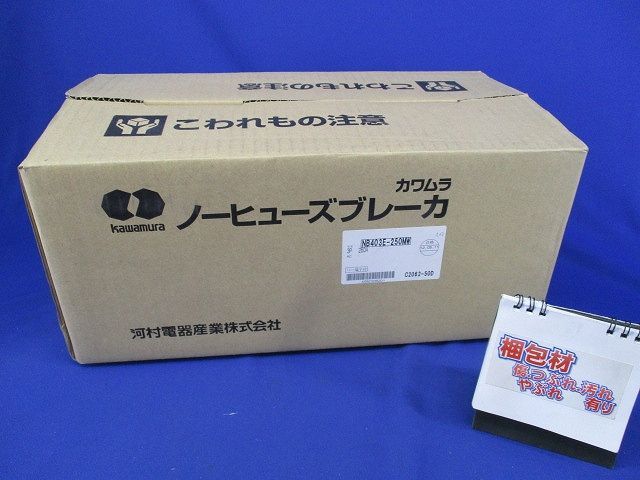 こわれもの注意
こわれもの注意
カワムラ
ノーヒューズブレーカ
kawamura
NB403E-250MW
C2082-50D
河村電器産業株式会社
梱包材
傷・つぶれ・汚れ
やぶれ 有り